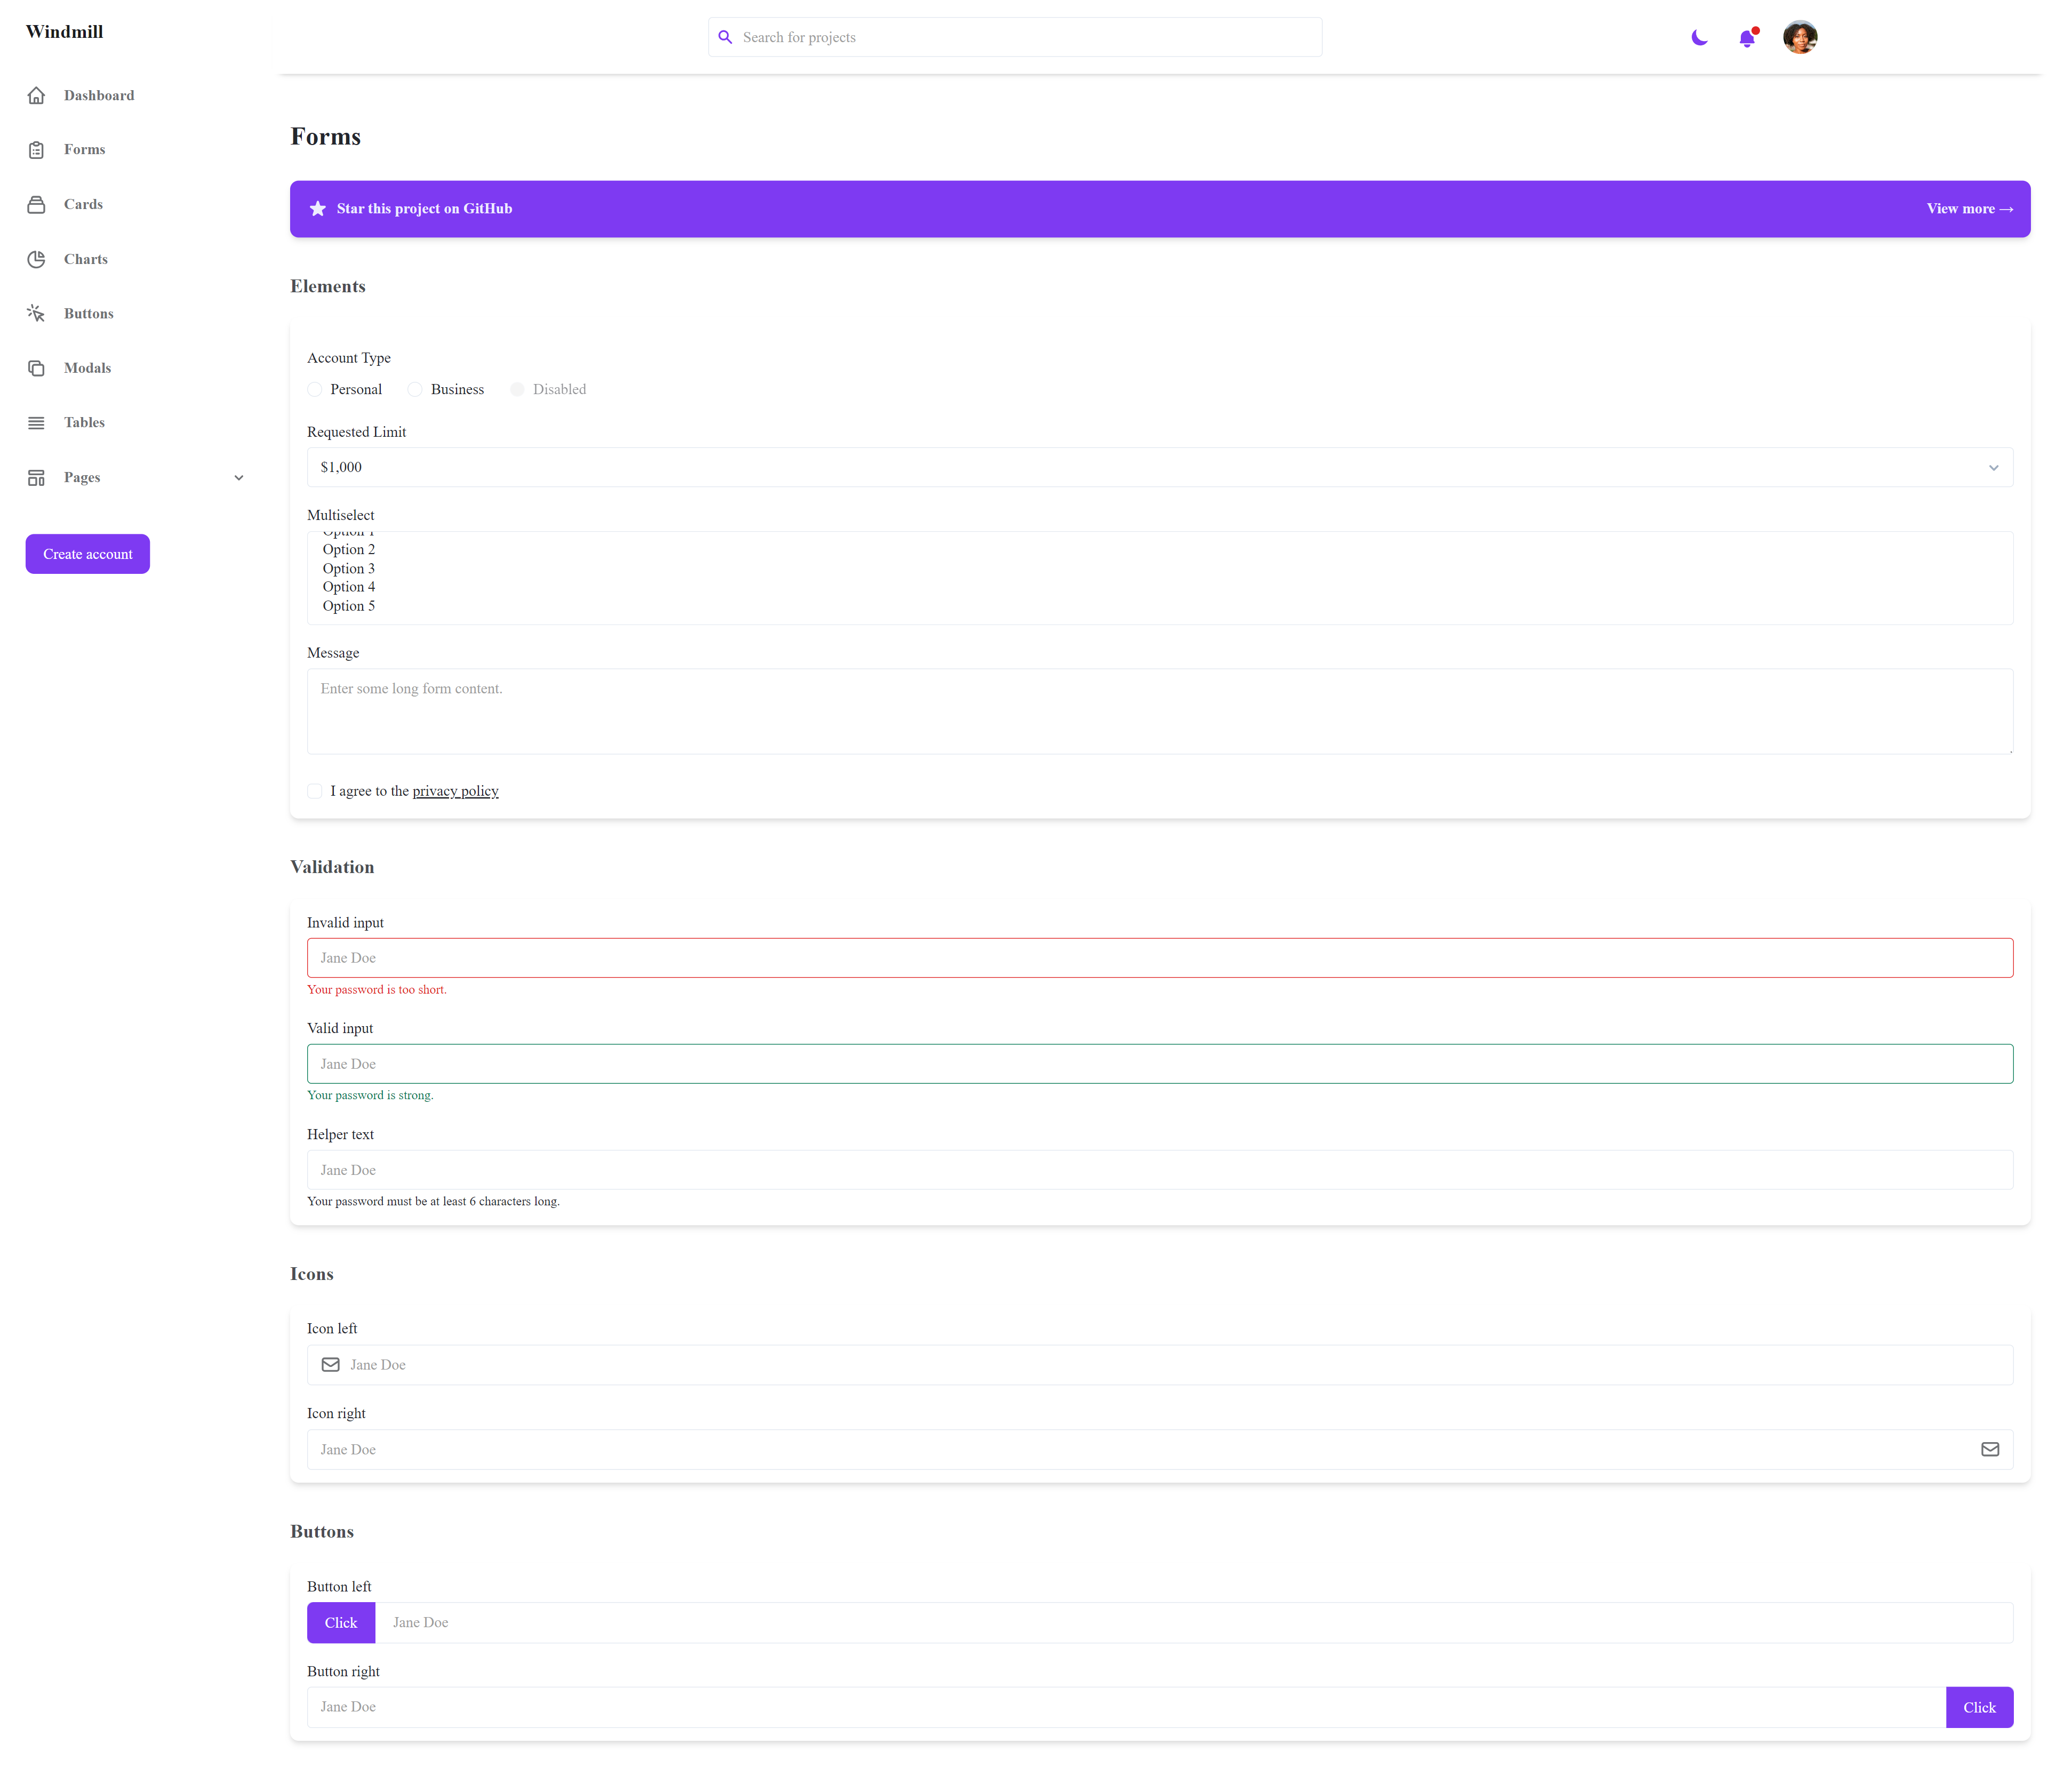 Windmill
Search for projects
Dashboard
Forms
Cards
Charts
Buttons
Modals
Tables
Pages
Create account
Forms
Star this project on GitHub
View more →
Elements
Account Type
Personal
Business
Disabled
Requested Limit
$1,000
Multiselect
Option 1
Option 2
Option 3
Option 4
Option 5
Message
Enter some long form content.
I agree to the privacy policy
Validation
Invalid input
Jane Doe
Your password is too short.
Valid input
Jane Doe
Your password is strong.
Helper text
Jane Doe
Your password must be at least 6 characters long.
Icons
Icon left
Jane Doe
Icon right
Jane Doe
Buttons
Button left
Click
Jane Doe
Button right
Jane Doe
Click